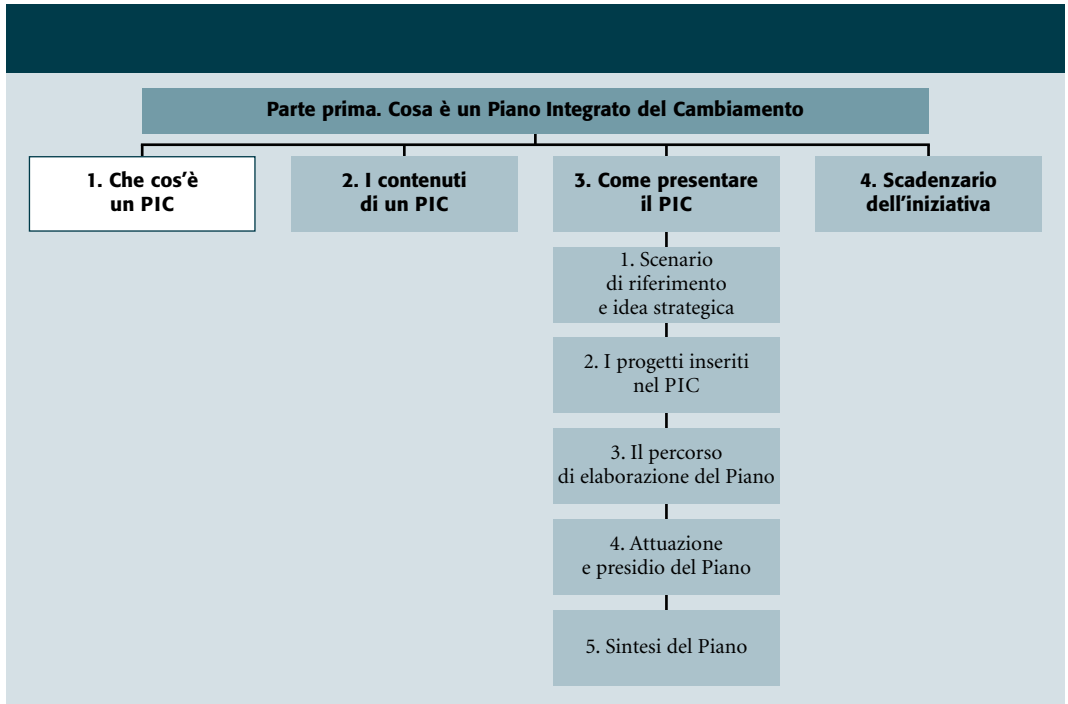 Parte prima. Cosa è un Piano Integrato del Cambiamento
1. Che cos'è
un PIC
2. I contenuti
di un PIC
3. Come presentare
il PIC
4. Scadenzario
dell'iniziativa
1. Scenario
di riferimento
e idea strategica
2. I progetti inseriti
nel PIC
3. Il percorso
di elaborazione del Piano
4. Attuazione
e presidio del Piano
5. Sintesi del Piano